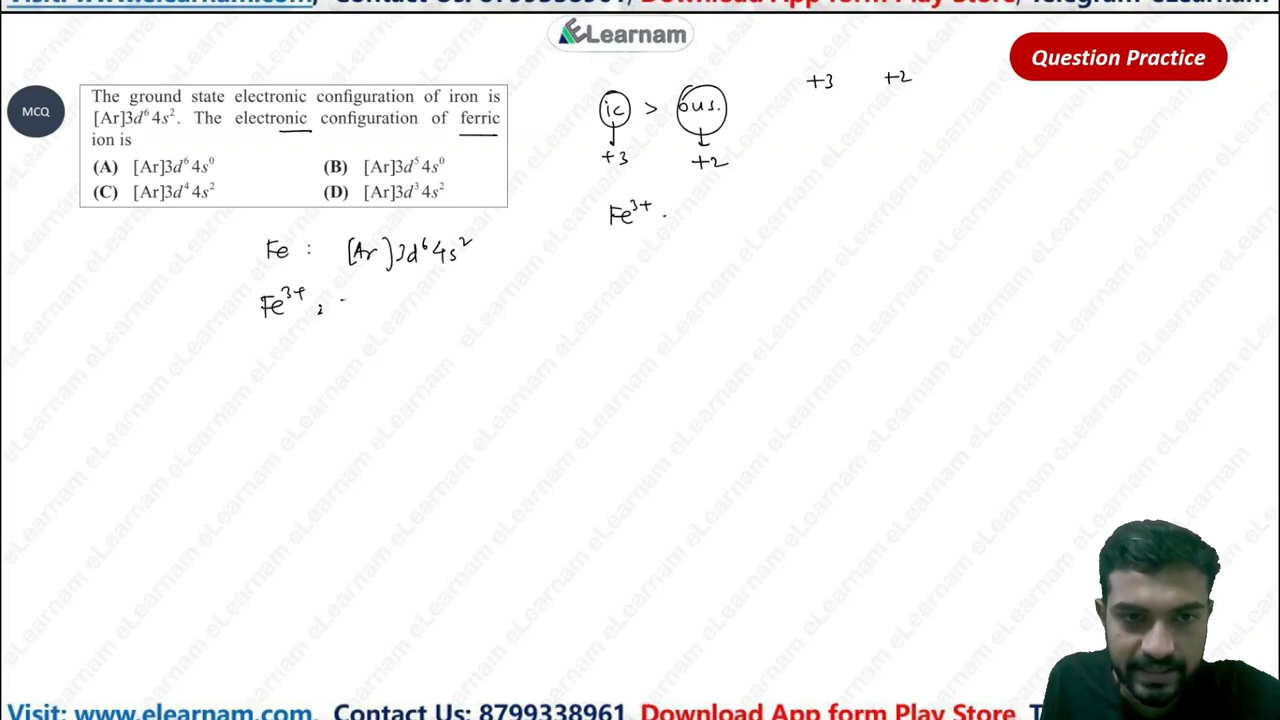 Visit: www.elearnam.com, Contact Us: 8799338961, Download App form Play Store, Telegram-eLearnam
ELearnam
Question Practice
MCQ
The ground state electronic configuration of iron is
[Ar]3d⁶4s². The electronic configuration of ferric
ion is
(A) [Ar]3d⁶4s⁰ (B) [Ar]3d⁵4s⁰
(C) [Ar]3d⁴4s² (D) [Ar]3d³4s²
ic > ous.
+3 +2
+3 +2
Fe³⁺
Fe : [Ar]3d⁶4s²
Fe³⁺ :
Visit: www.elearnam.com, Contact Us: 8799338961, Download App form Play Store, T